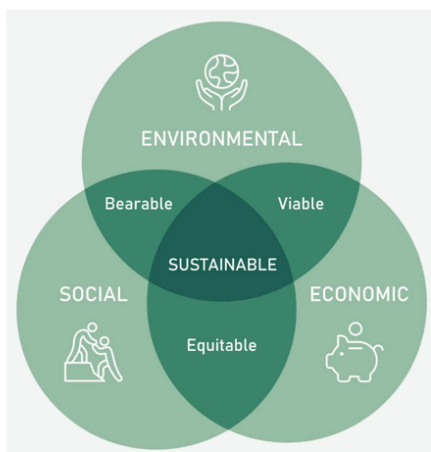 ENVIRONMENTAL
Bearable
Viable
SUSTAINABLE
SOCIAL
ECONOMIC
Equitable